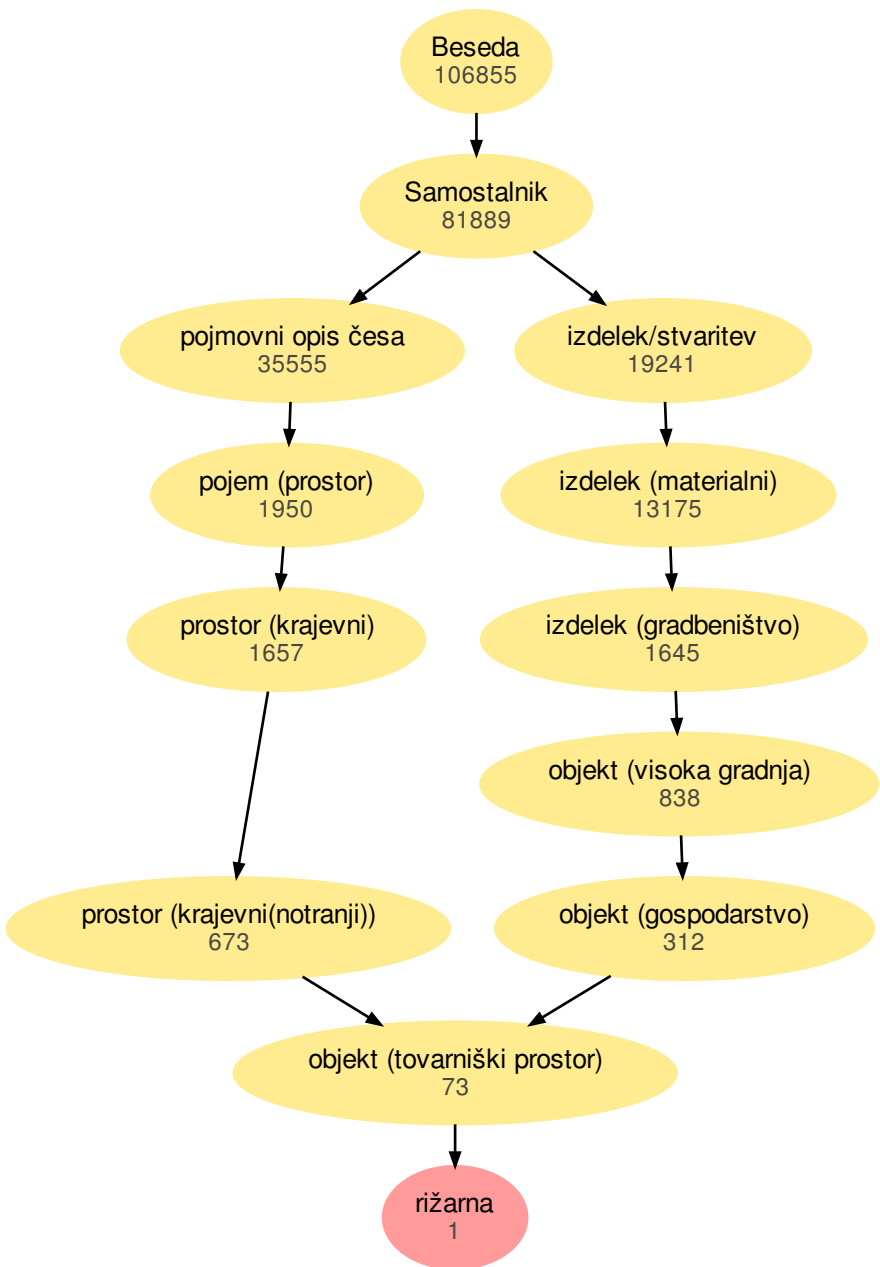 Beseda
106855
Samostalnik
81889
pojmovni opis česa
35555
izdelek/stvaritev
19241
pojem (prostor)
1950
izdelek (materialni)
13175
prostor (krajevni)
1657
izdelek (gradbeništvo)
1645
objekt (visoka gradnja)
838
prostor (krajevni(notranji))
673
objekt (gospodarstvo)
312
objekt (tovarniški prostor)
73
rižarna
1